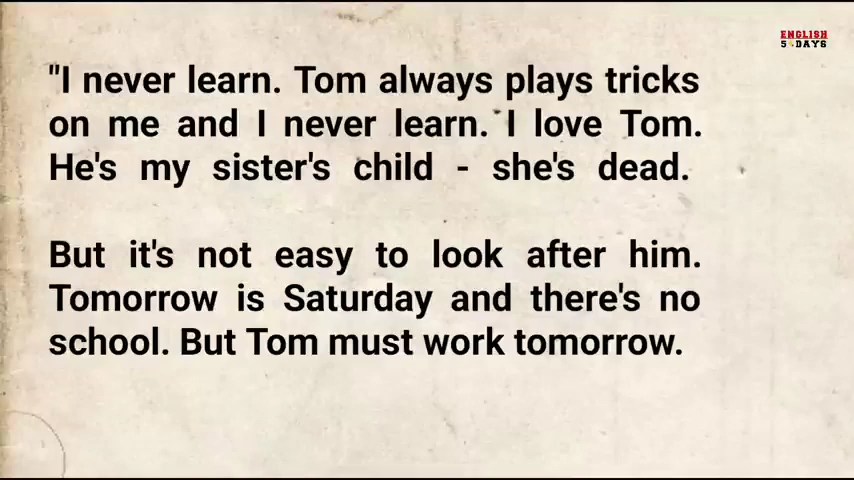 ENGLISH
5 DAYS
"I never learn. Tom always plays tricks
on me and I never learn. I love Tom.
He's my sister's child - she's dead.
But it's not easy to look after him.
Tomorrow is Saturday and there's no
school. But Tom must work tomorrow.